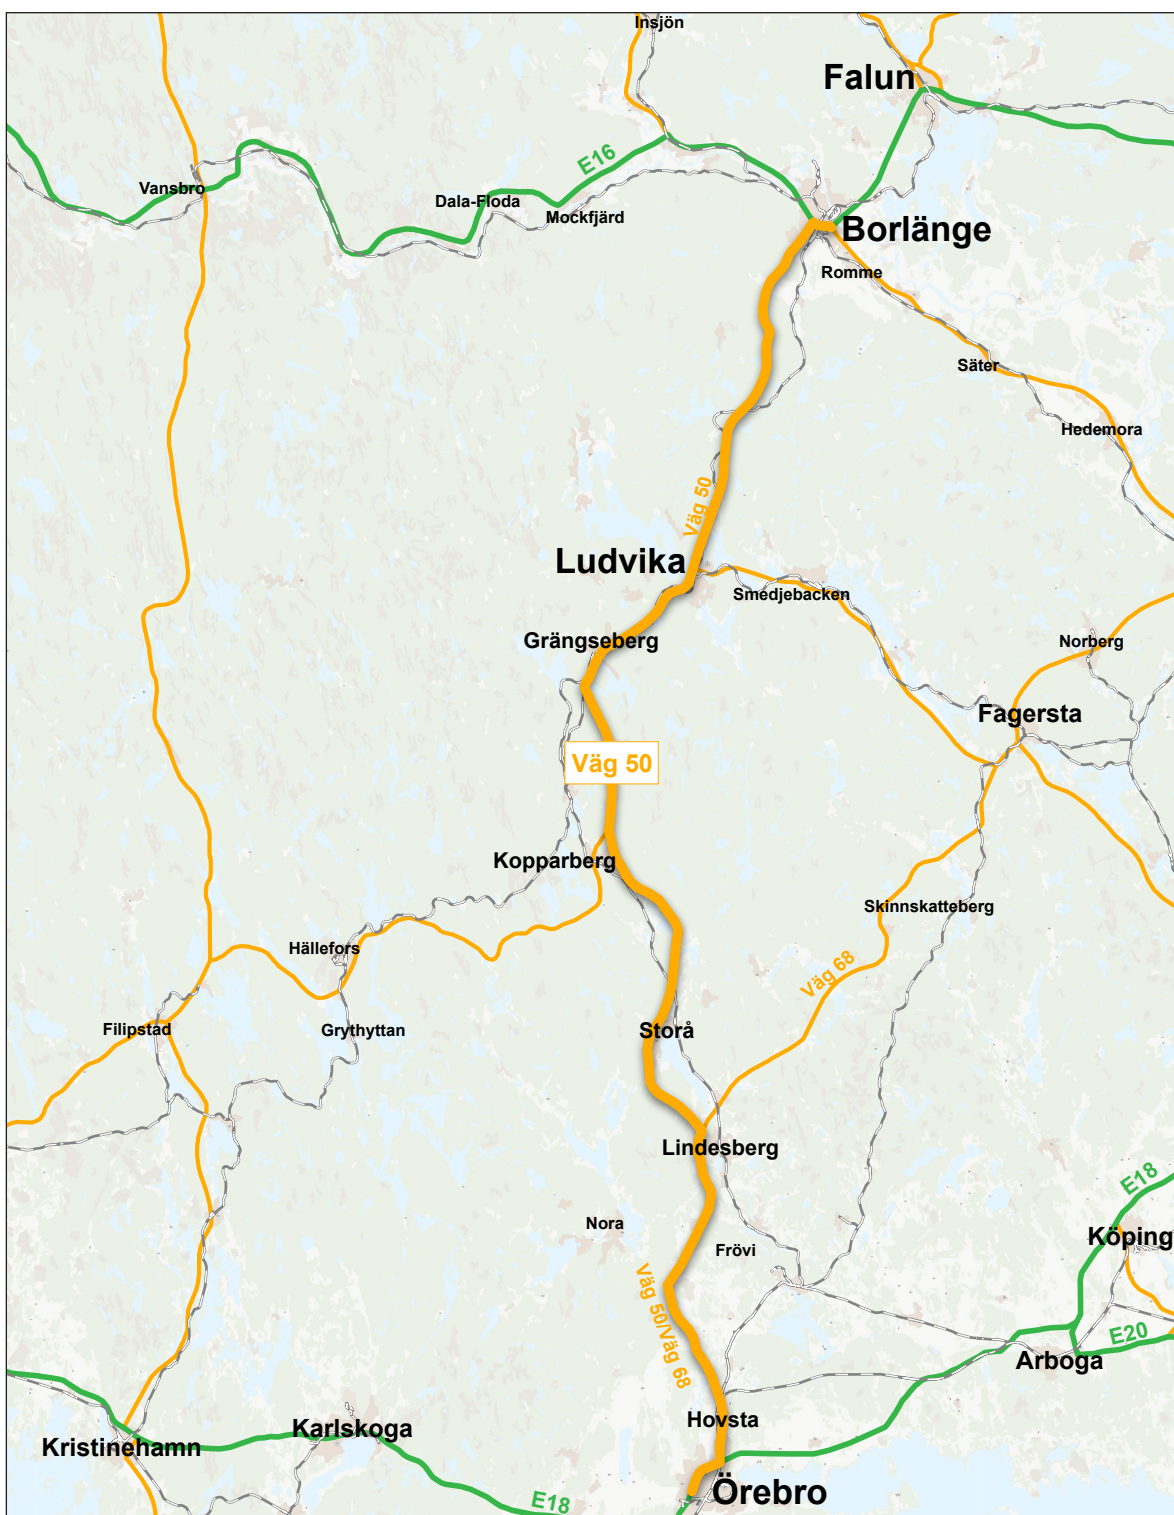 Insjön
Falun
E16
Vansbro
Dala-Floda
Mockfjärd
Borlänge
Romme
Säter
Hedemora
Väg 50
Ludvika
Smedjebacken
Grängseberg
Norberg
Fagersta
Väg 50
Kopparberg
Skinnskatteberg
Hällefors
Väg 68
Filipstad
Grythyttan
Storå
Lindesberg
E18
Nora
Köping
Frövi
Väg 50/Väg 68
E20
Arboga
Hovsta
Karlskoga
Kristinehamn
E18
Örebro